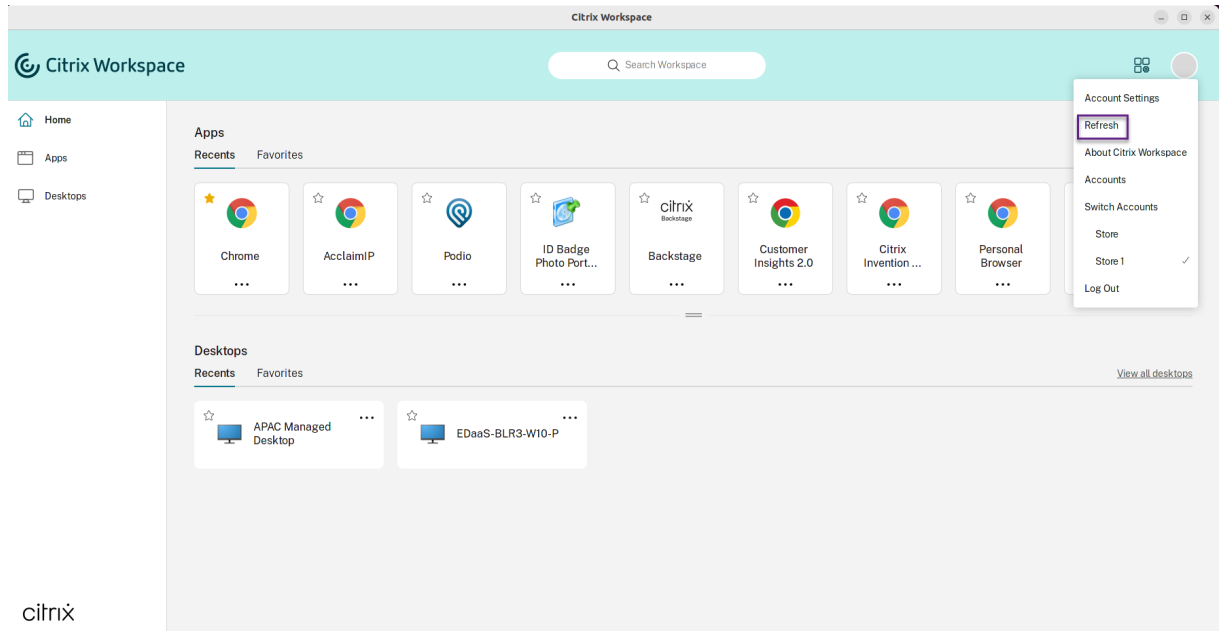 Citrix Workspace
Citrix Workspace
Search Workspace
Account Settings
Refresh
About Citrix Workspace
Accounts
Switch Accounts
Store
Store 1
Log Out
Home
Apps
Desktops
Apps
Recents Favorites
Chrome
AcclaimIP
Podio
ID Badge
Photo Port...
citrix
Backstage
Backstage
Customer
Insights 2.0
Citrix
Invention ...
Personal
Browser
Desktops
Recents Favorites
View all desktops
APAC Managed
Desktop
EDaaS-BLR3-W10-P
citrix